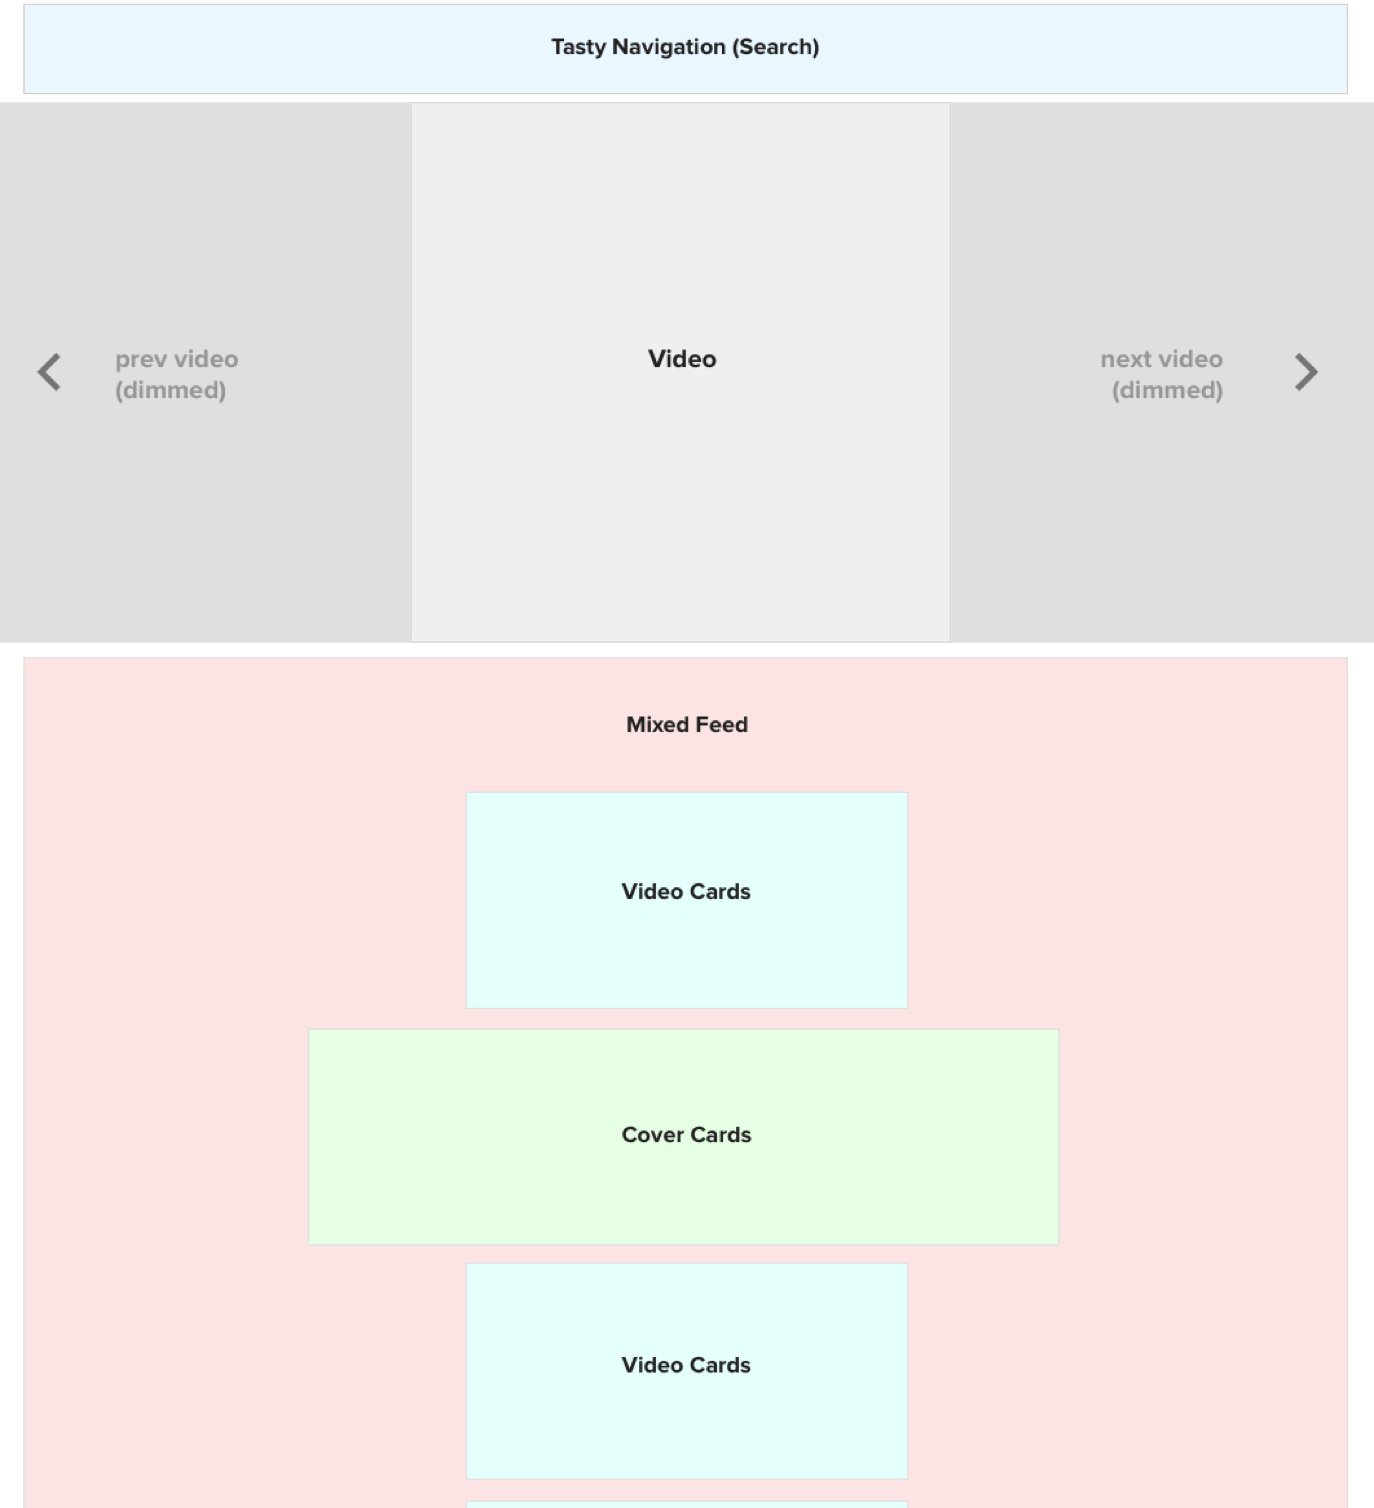 Tasty Navigation (Search)
prev video
(dimmed)
Video
next video
(dimmed)
Mixed Feed
Video Cards
Cover Cards
Video Cards